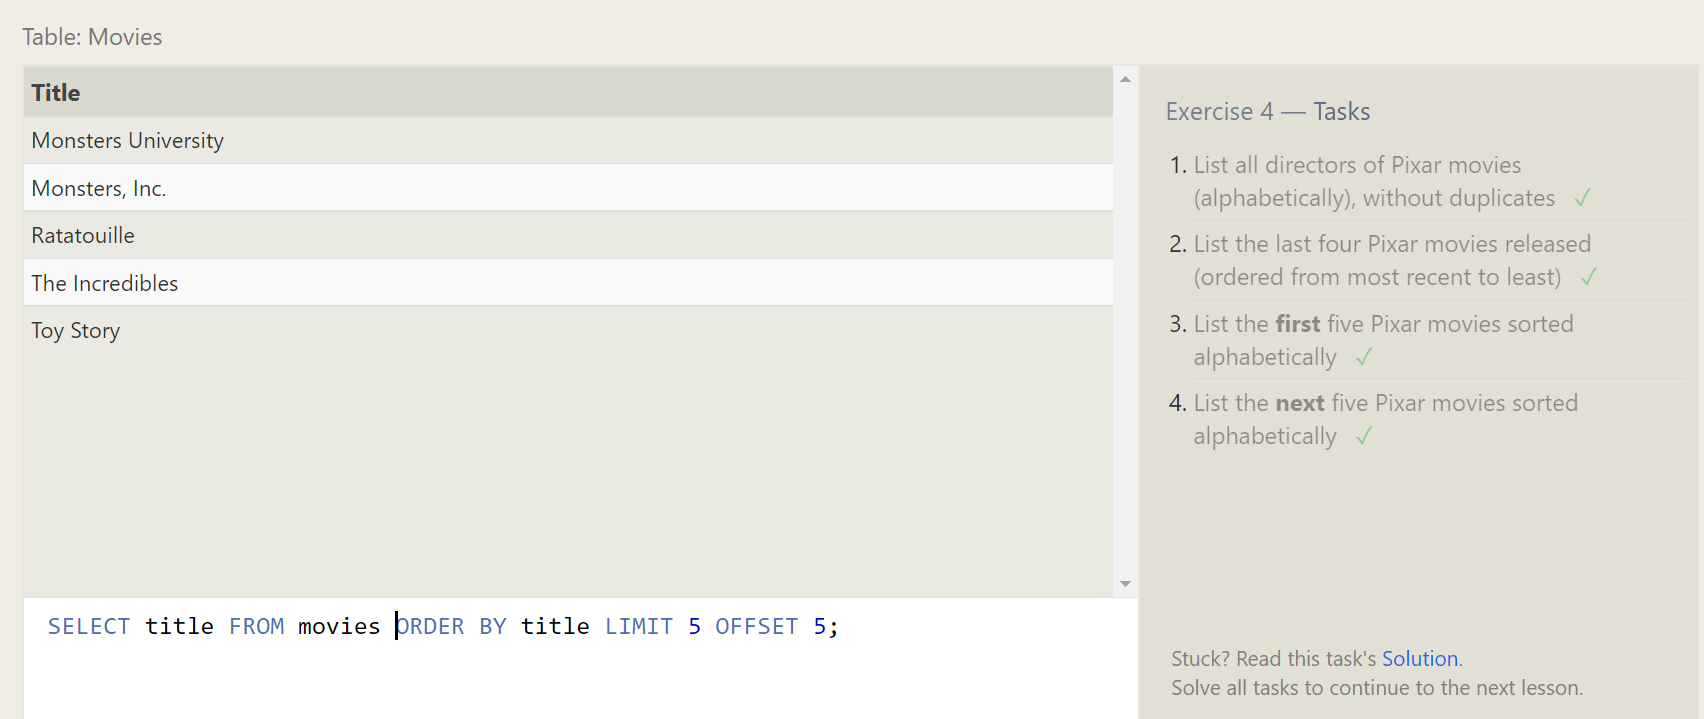 Table: Movies
Title
Monsters University
Monsters, Inc.
Ratatouille
The Incredibles
Toy Story
SELECT title FROM movies ORDER BY title LIMIT 5 OFFSET 5;
Exercise 4 — Tasks
1. List all directors of Pixar movies
(alphabetically), without duplicates ✓
2. List the last four Pixar movies released
(ordered from most recent to least) ✓
3. List the first five Pixar movies sorted
alphabetically ✓
4. List the next five Pixar movies sorted
alphabetically ✓
Stuck? Read this task's Solution.
Solve all tasks to continue to the next lesson.